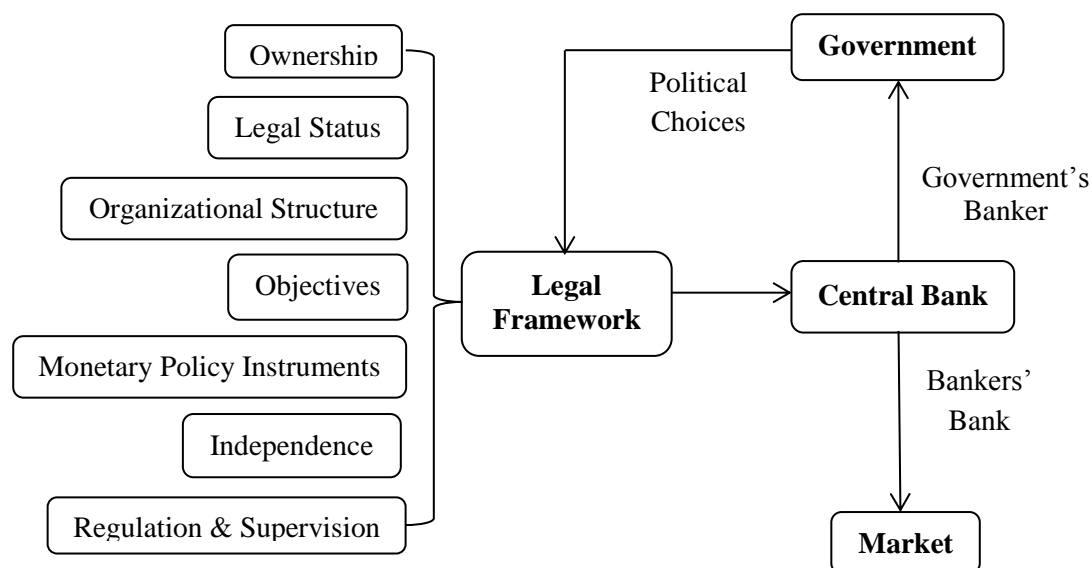 Ownership
Legal Status
Organizational Structure
Objectives
Monetary Policy Instruments
Independence
Regulation & Supervision
Legal
Framework
Political
Choices
Government
Government’s
Banker
Central Bank
Bankers’
Bank
Market